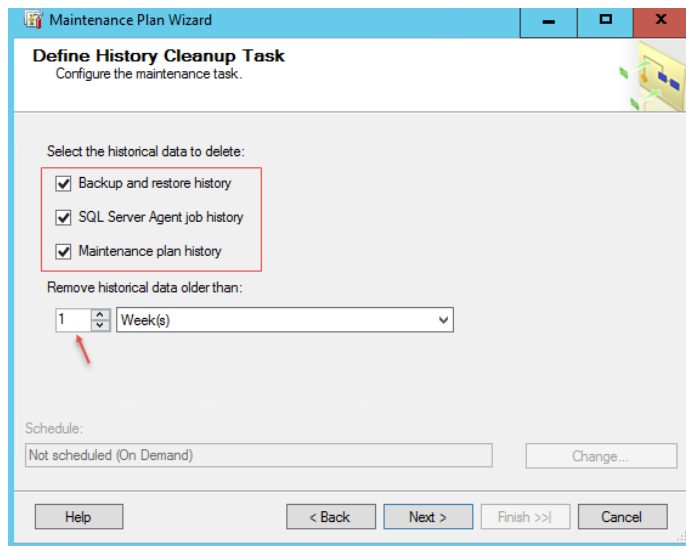 Maintenance Plan Wizard
Define History Cleanup Task
Configure the maintenance task.
Select the historical data to delete:
Backup and restore history
SQL Server Agent job history
Maintenance plan history
Remove historical data older than:
1 Week(s)
Schedule:
Not scheduled (On Demand) Change...
Help < Back Next > Finish >>| Cancel